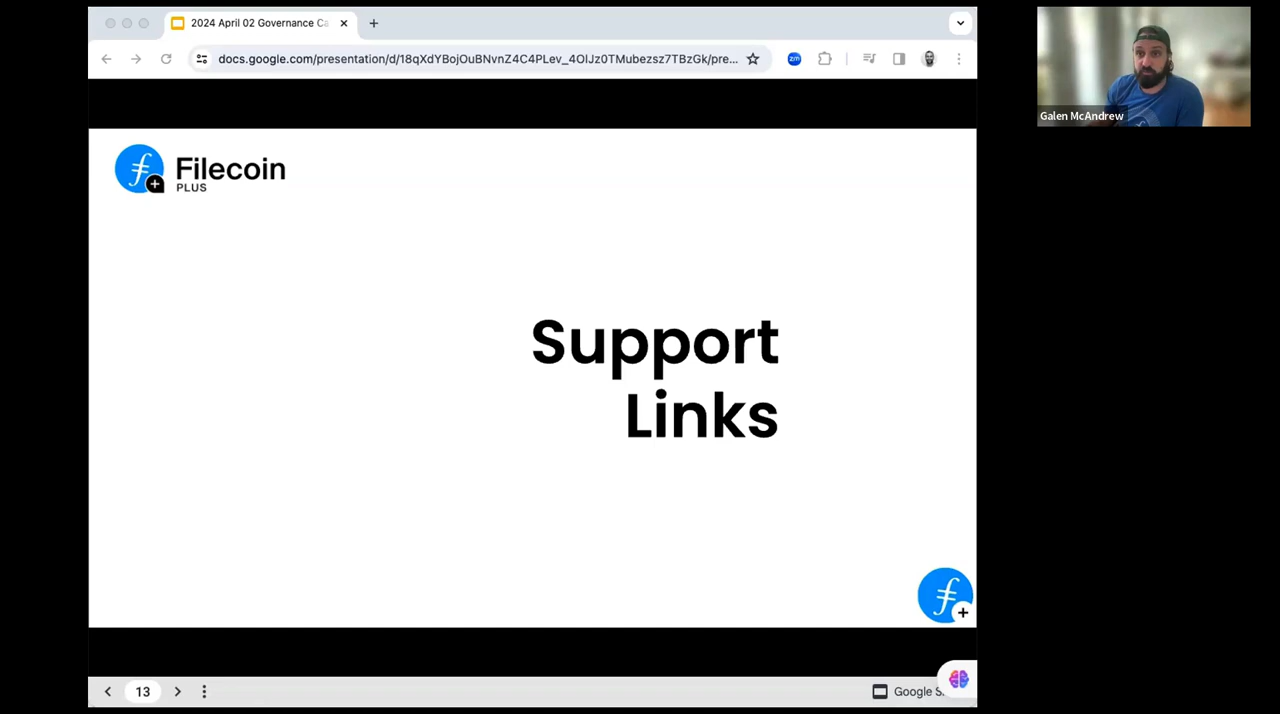 2024 April 02 Governance Ca
docs.google.com/presentation/d/18qXdYBojOuBNvnZ4C4PLev_4OlJz0TMubezsz7TBzGk/pre...
zm
Galen McAndrew
Filecoin
PLUS
Support
Links
13
Google S